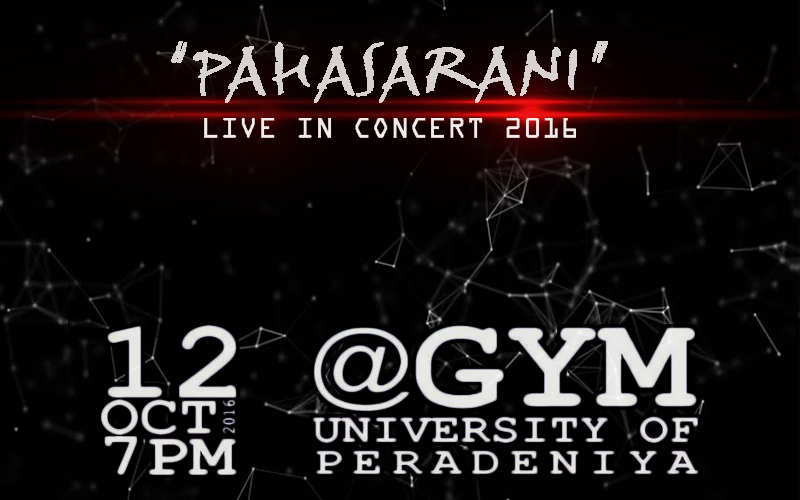 "PAHASARANI"
LIVE IN CONCERT 2016
12
OCT 2016
7PM
@GYM
UNIVERSITY OF
PERADENIYA